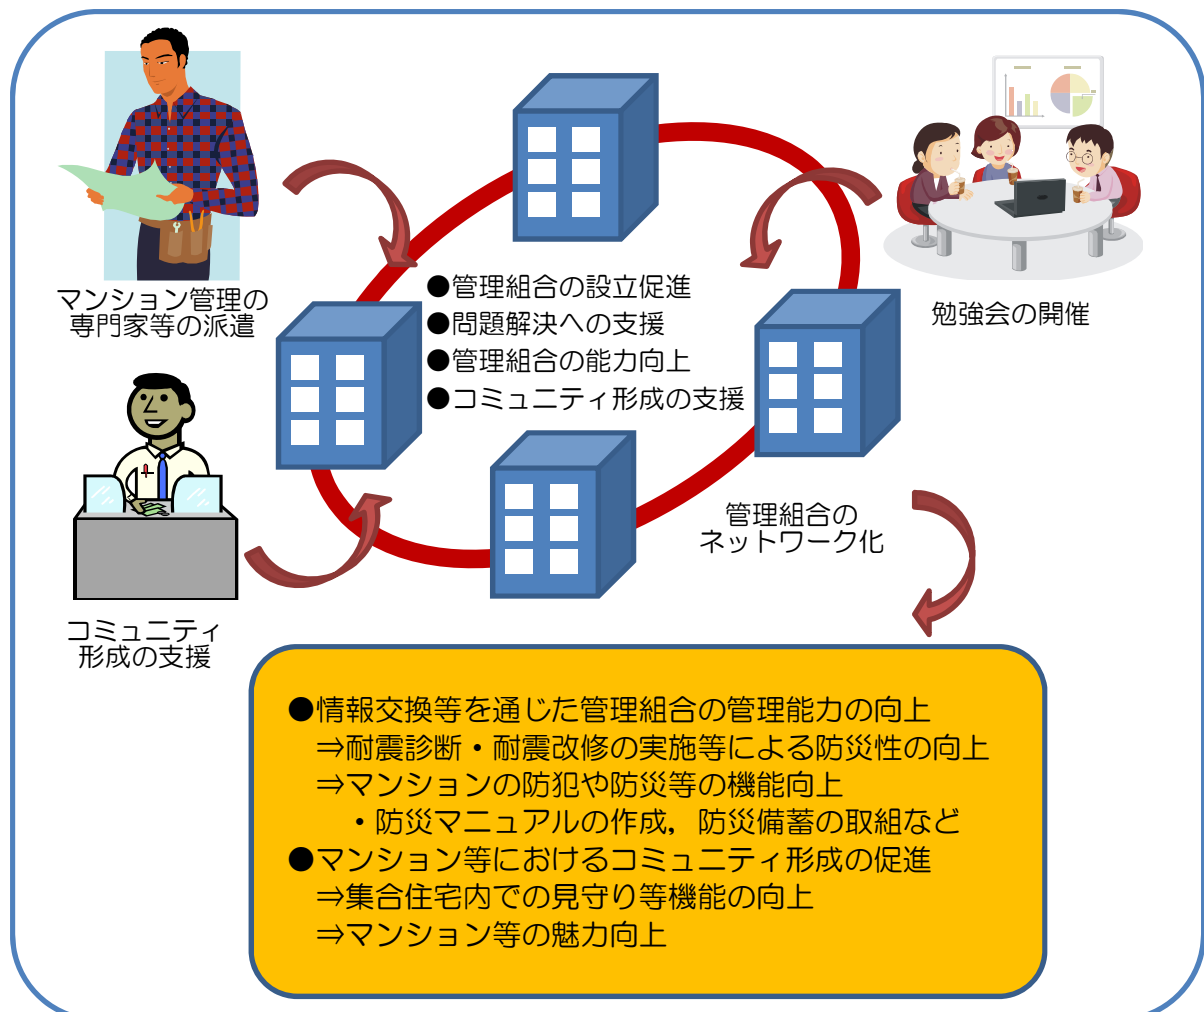 マンション管理の
専門家等の派遣
●管理組合の設立促進
●問題解決への支援
●管理組合の能力向上
●コミュニティ形成の支援
勉強会の開催
コミュニティ
形成の支援
管理組合の
ネットワーク化
●情報交換等を通じた管理組合の管理能力の向上
⇒耐震診断・耐震改修の実施等による防災性の向上
⇒マンションの防犯や防災等の機能向上
・防災マニュアルの作成，防災備蓄の取組など
●マンション等におけるコミュニティ形成の促進
⇒集合住宅内での見守り等機能の向上
⇒マンション等の魅力向上